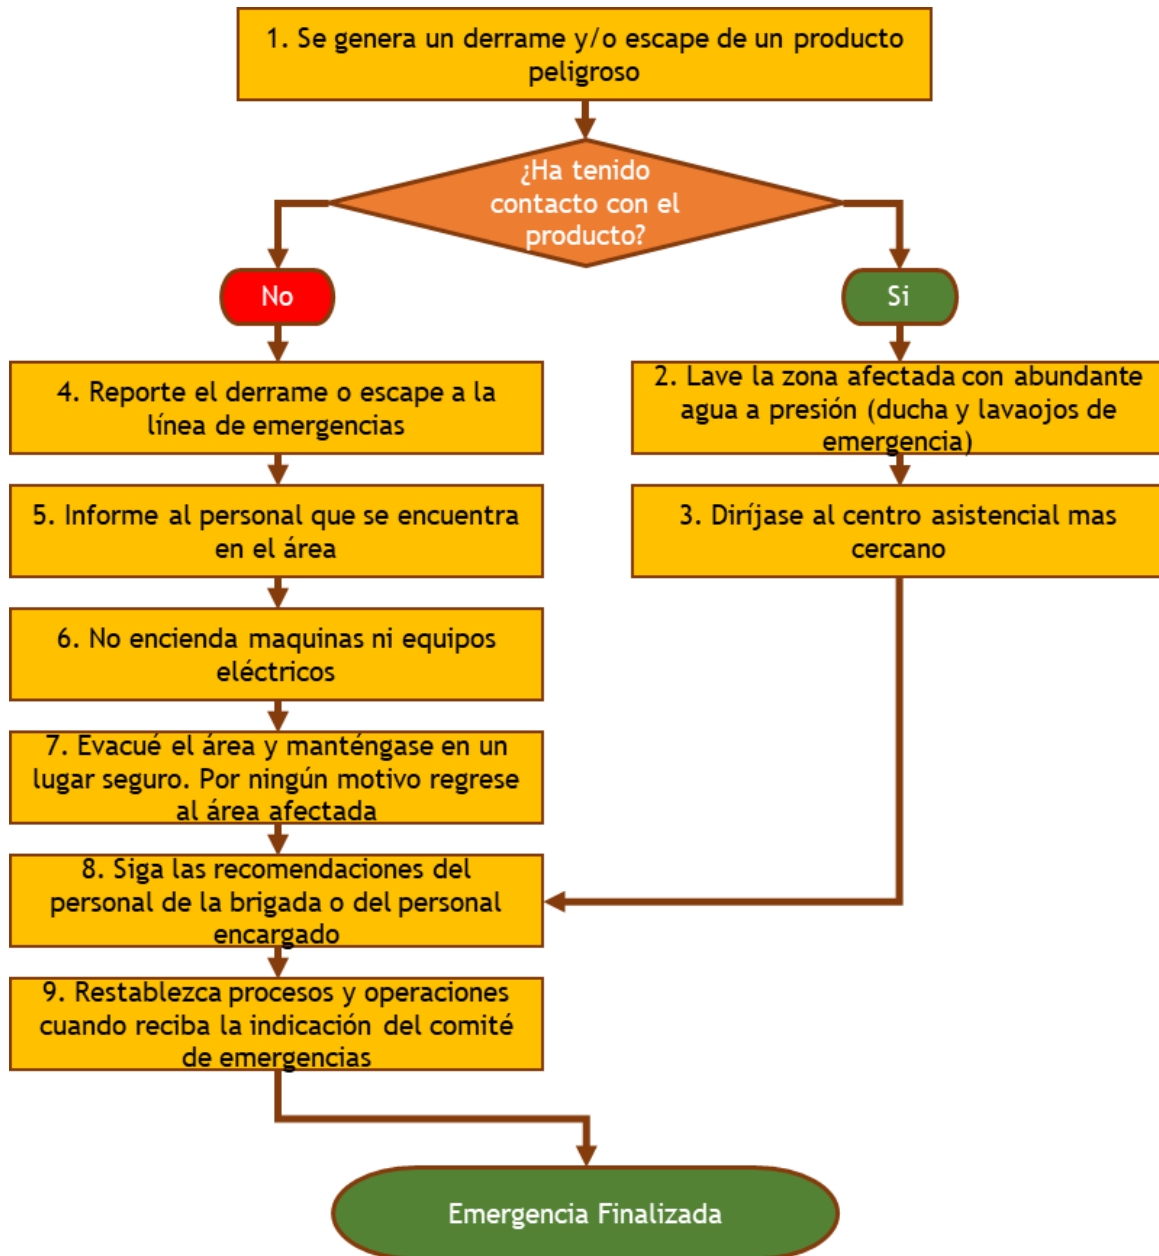 1. Se genera un derrame y/o escape de un producto
peligroso
¿Ha tenido
contacto con el
producto?
No
Si
4. Reporte el derrame o escape a la
línea de emergencias
2. Lave la zona afectada con abundante
agua a presión (ducha y lavaojos de
emergencia)
5. Informe al personal que se encuentra
en el área
3. Diríjase al centro asistencial mas
cercano
6. No encienda maquinas ni equipos
eléctricos
7. Evacué el área y manténgase en un
lugar seguro. Por ningún motivo regrese
al área afectada
8. Siga las recomendaciones del
personal de la brigada o del personal
encargado
9. Restablezca procesos y operaciones
cuando reciba la indicación del comité
de emergencias
Emergencia Finalizada